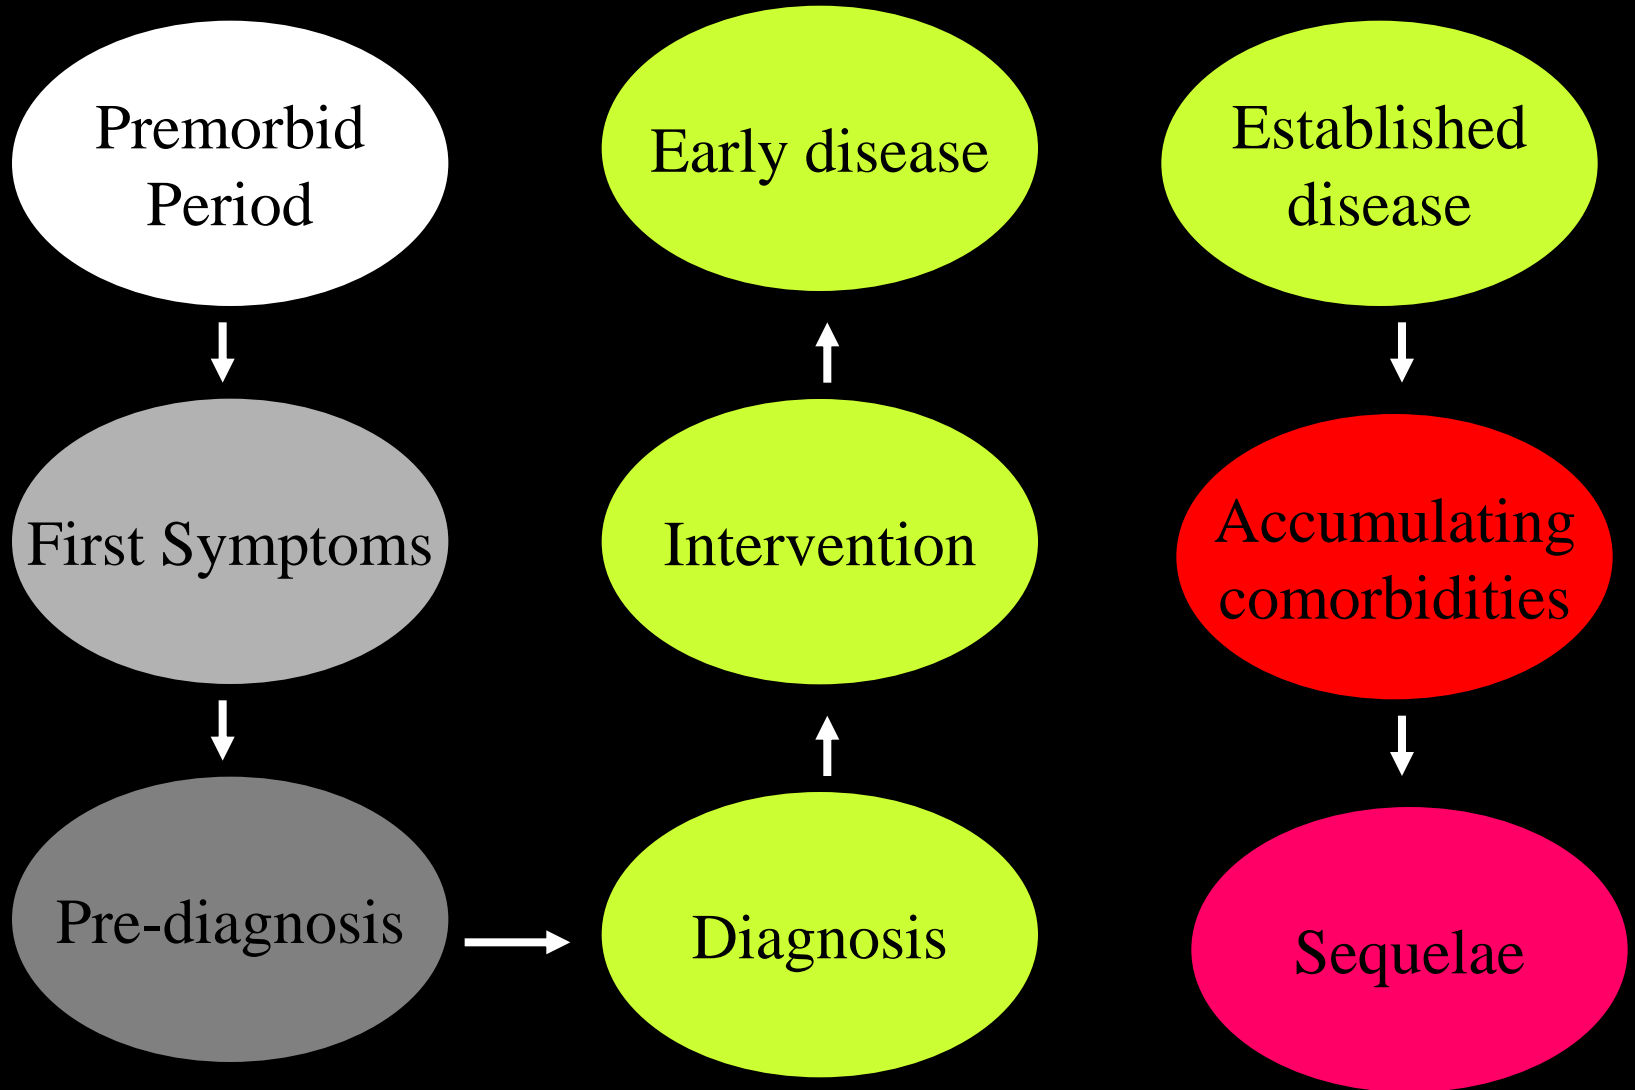 Premorbid
Period
First Symptoms
Pre-diagnosis
Diagnosis
Intervention
Early disease
Established
disease
Accumulating
comorbidities
Sequelae